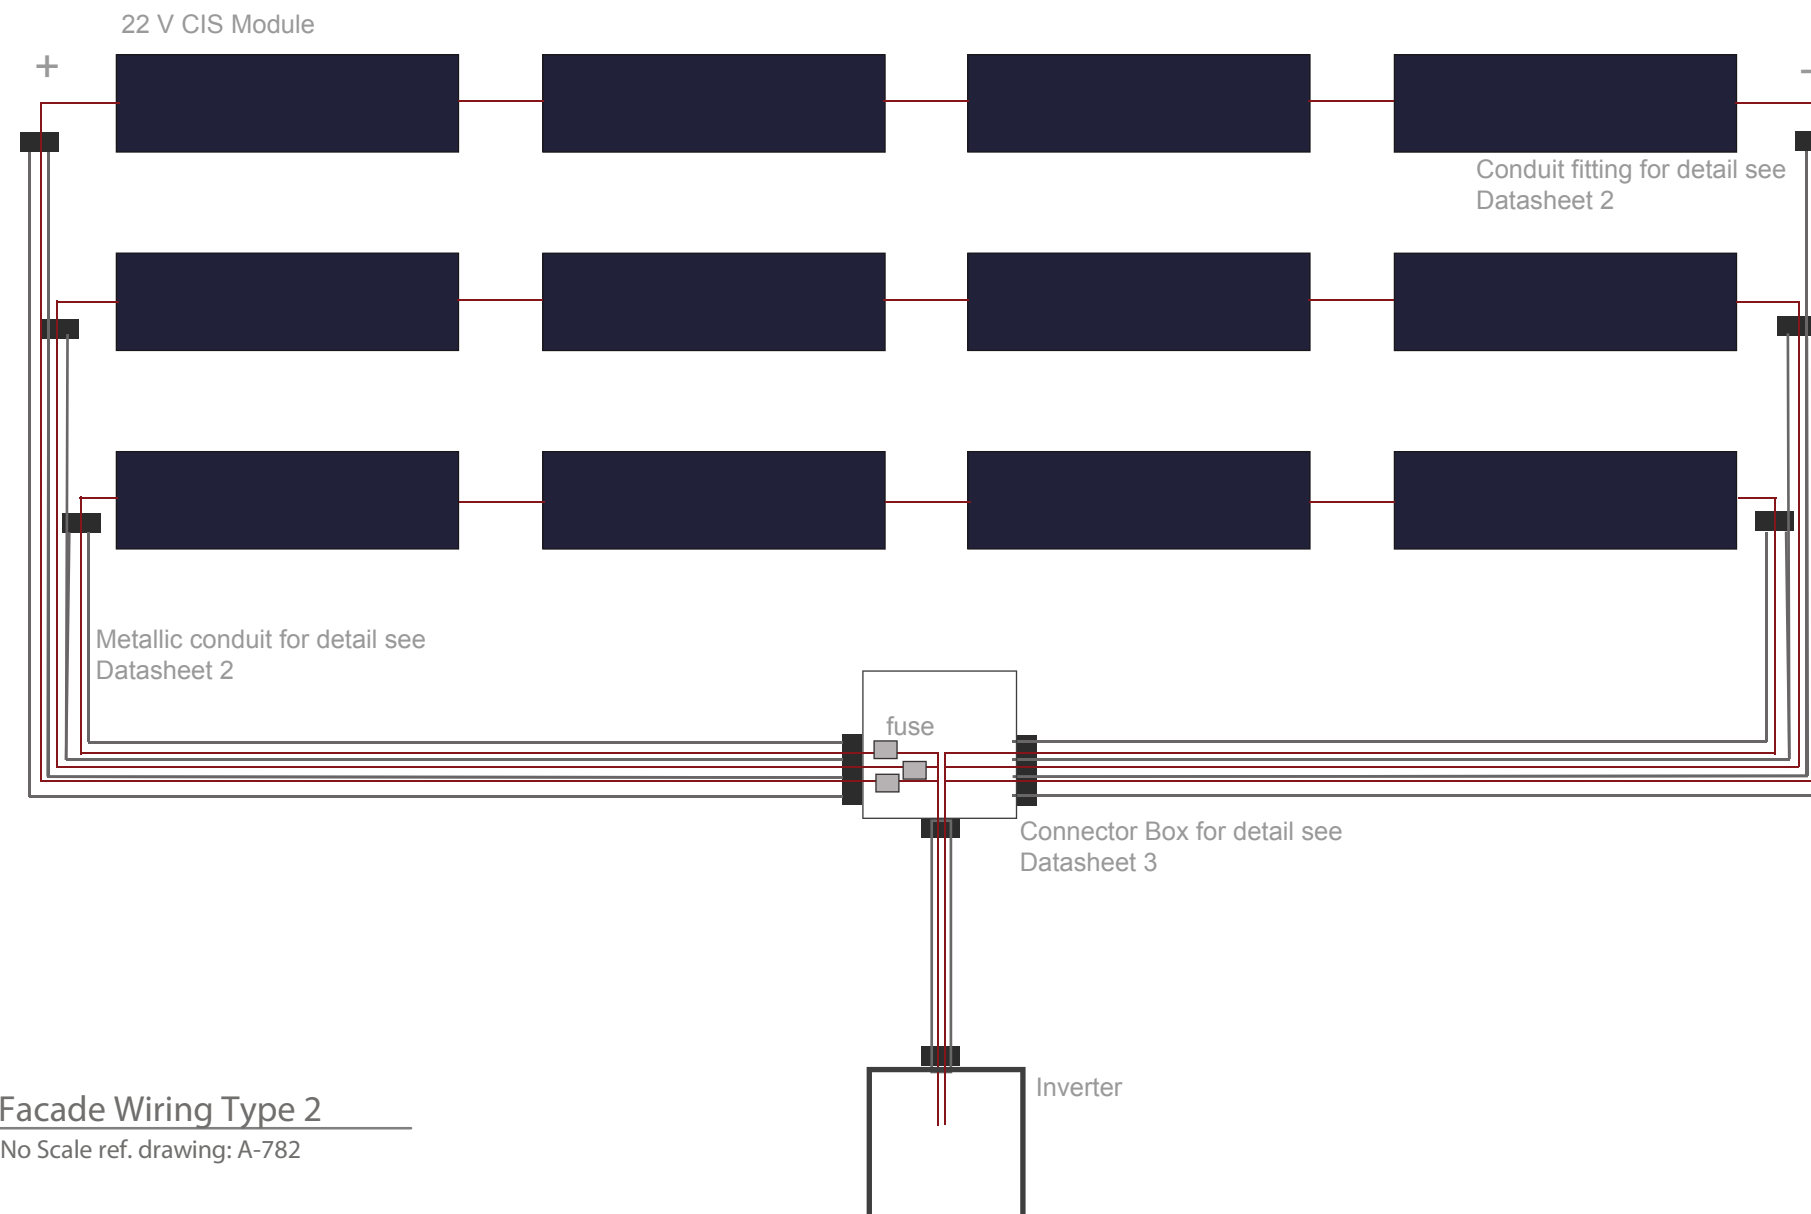 22 V CIS Module
+
-
Conduit fitting for detail see
Datasheet 2
Metallic conduit for detail see
Datasheet 2
fuse
Connector Box for detail see
Datasheet 3
Inverter
Facade Wiring Type 2
No Scale ref. drawing: A-782